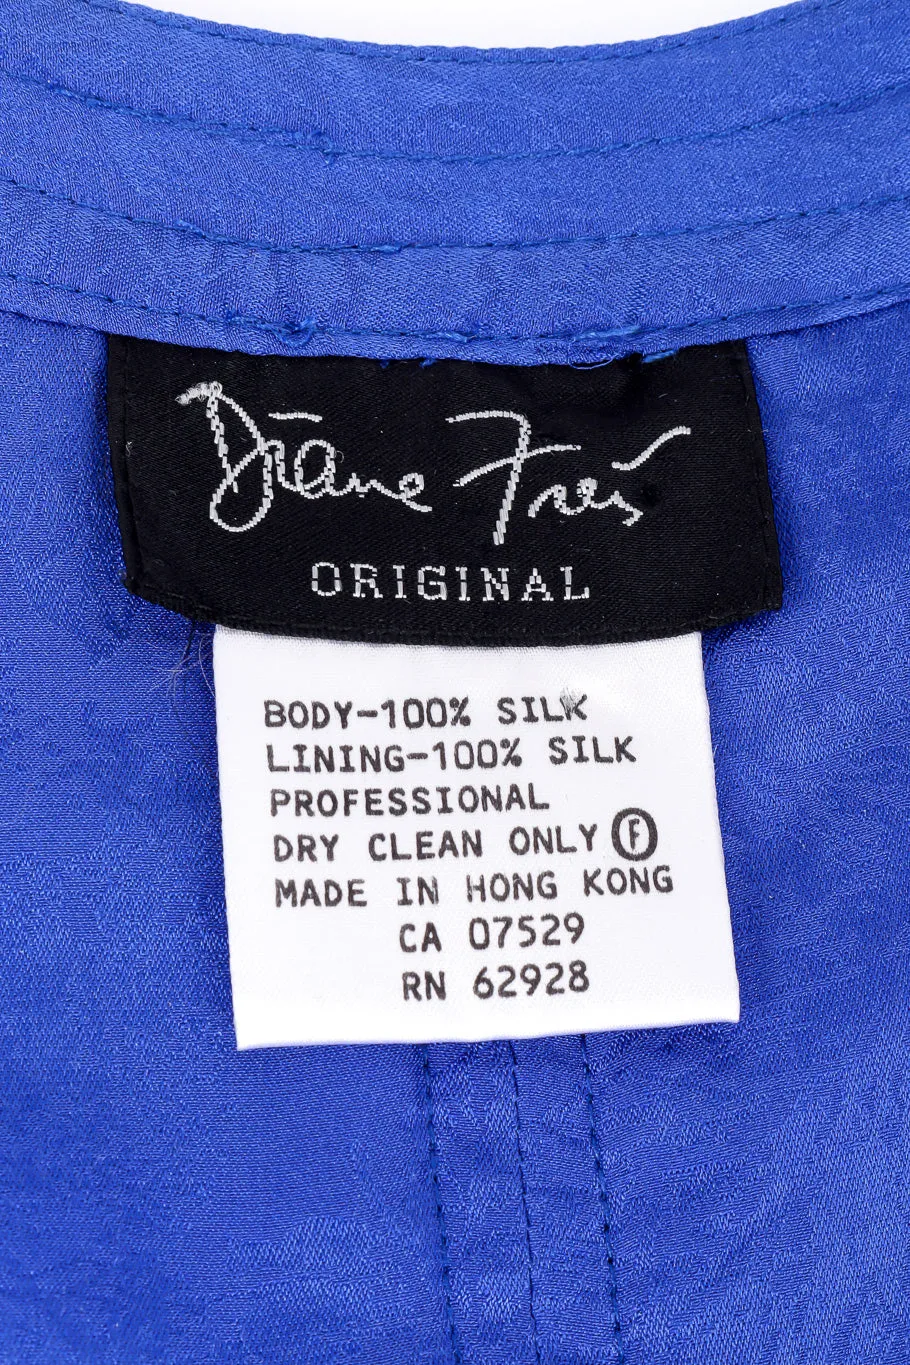 Diane Freis
ORIGINAL
BODY-100% SILK
LINING-100% SILK
PROFESSIONAL
DRY CLEAN ONLY Ⓕ
MADE IN HONG KONG
CA 07529
RN 62928